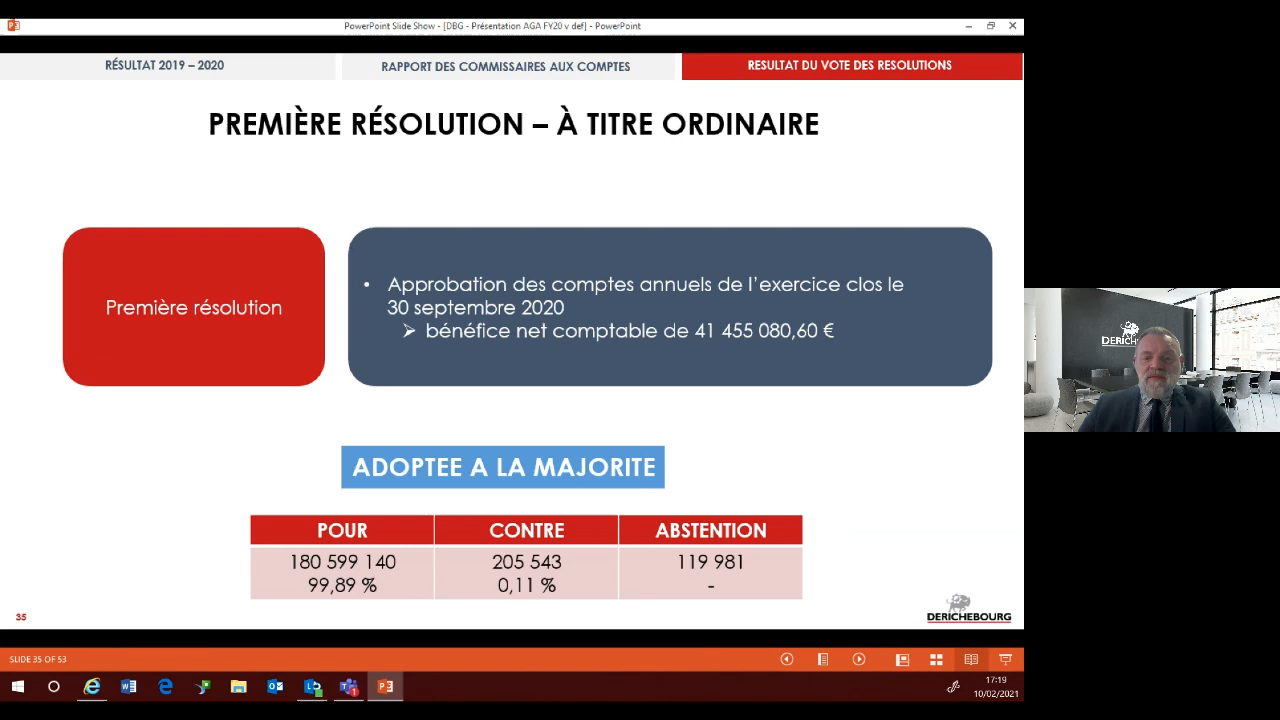 PowerPoint Slide Show - [DBG - Présentation AGA FY20 v def] - PowerPoint
RÉSULTAT 2019 – 2020
RAPPORT DES COMMISSAIRES AUX COMPTES
RESULTAT DU VOTE DES RESOLUTIONS
PREMIÈRE RÉSOLUTION – À TITRE ORDINAIRE
Première résolution
• Approbation des comptes annuels de l’exercice clos le
30 septembre 2020
➢ bénéfice net comptable de 41 455 080,60 €
ADOPTEE A LA MAJORITE
POUR CONTRE ABSTENTION
180 599 140 205 543 119 981
99,89 % 0,11 % -
35
DERICHEBOURG
SLIDE 35 OF 53
17:19
10/02/2021